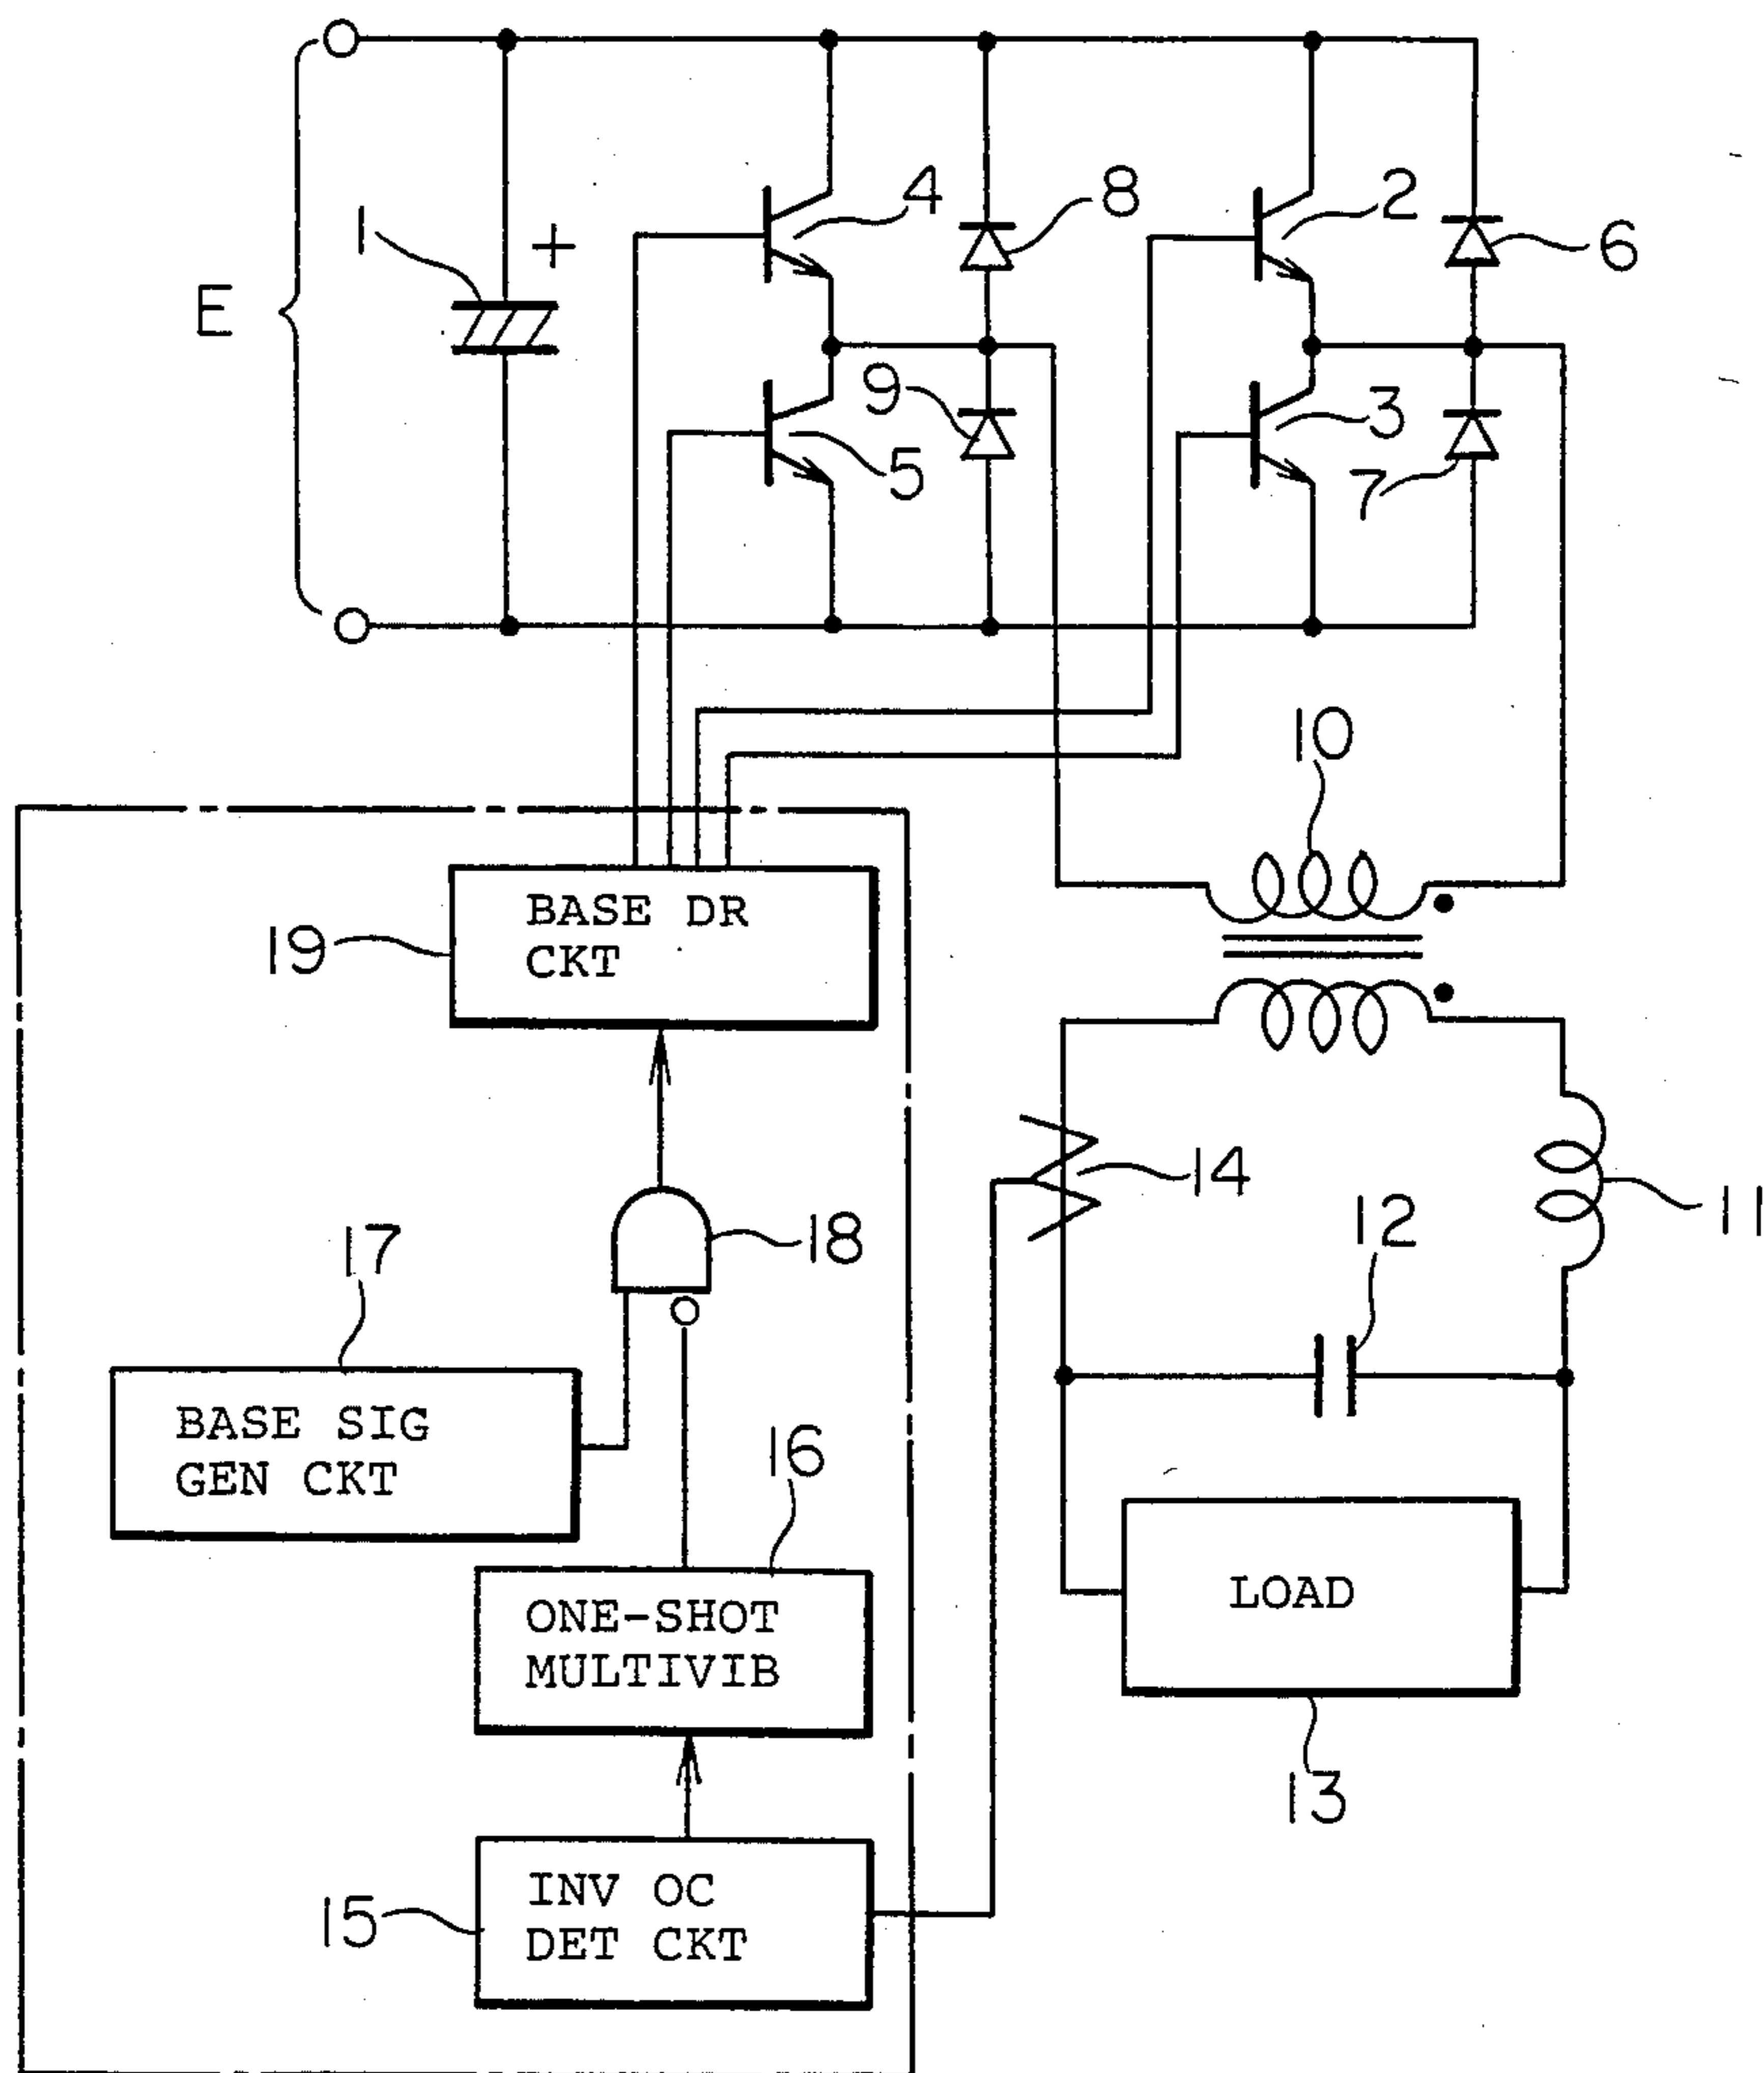 4
8
2
6
1
+
E
9
5
3
7
10
BASE DR
CKT
19
14
11
12
18
17
BASE SIG
GEN CKT
16
ONE-SHOT
MULTIVIB
LOAD
13
INV OC
DET CKT
15